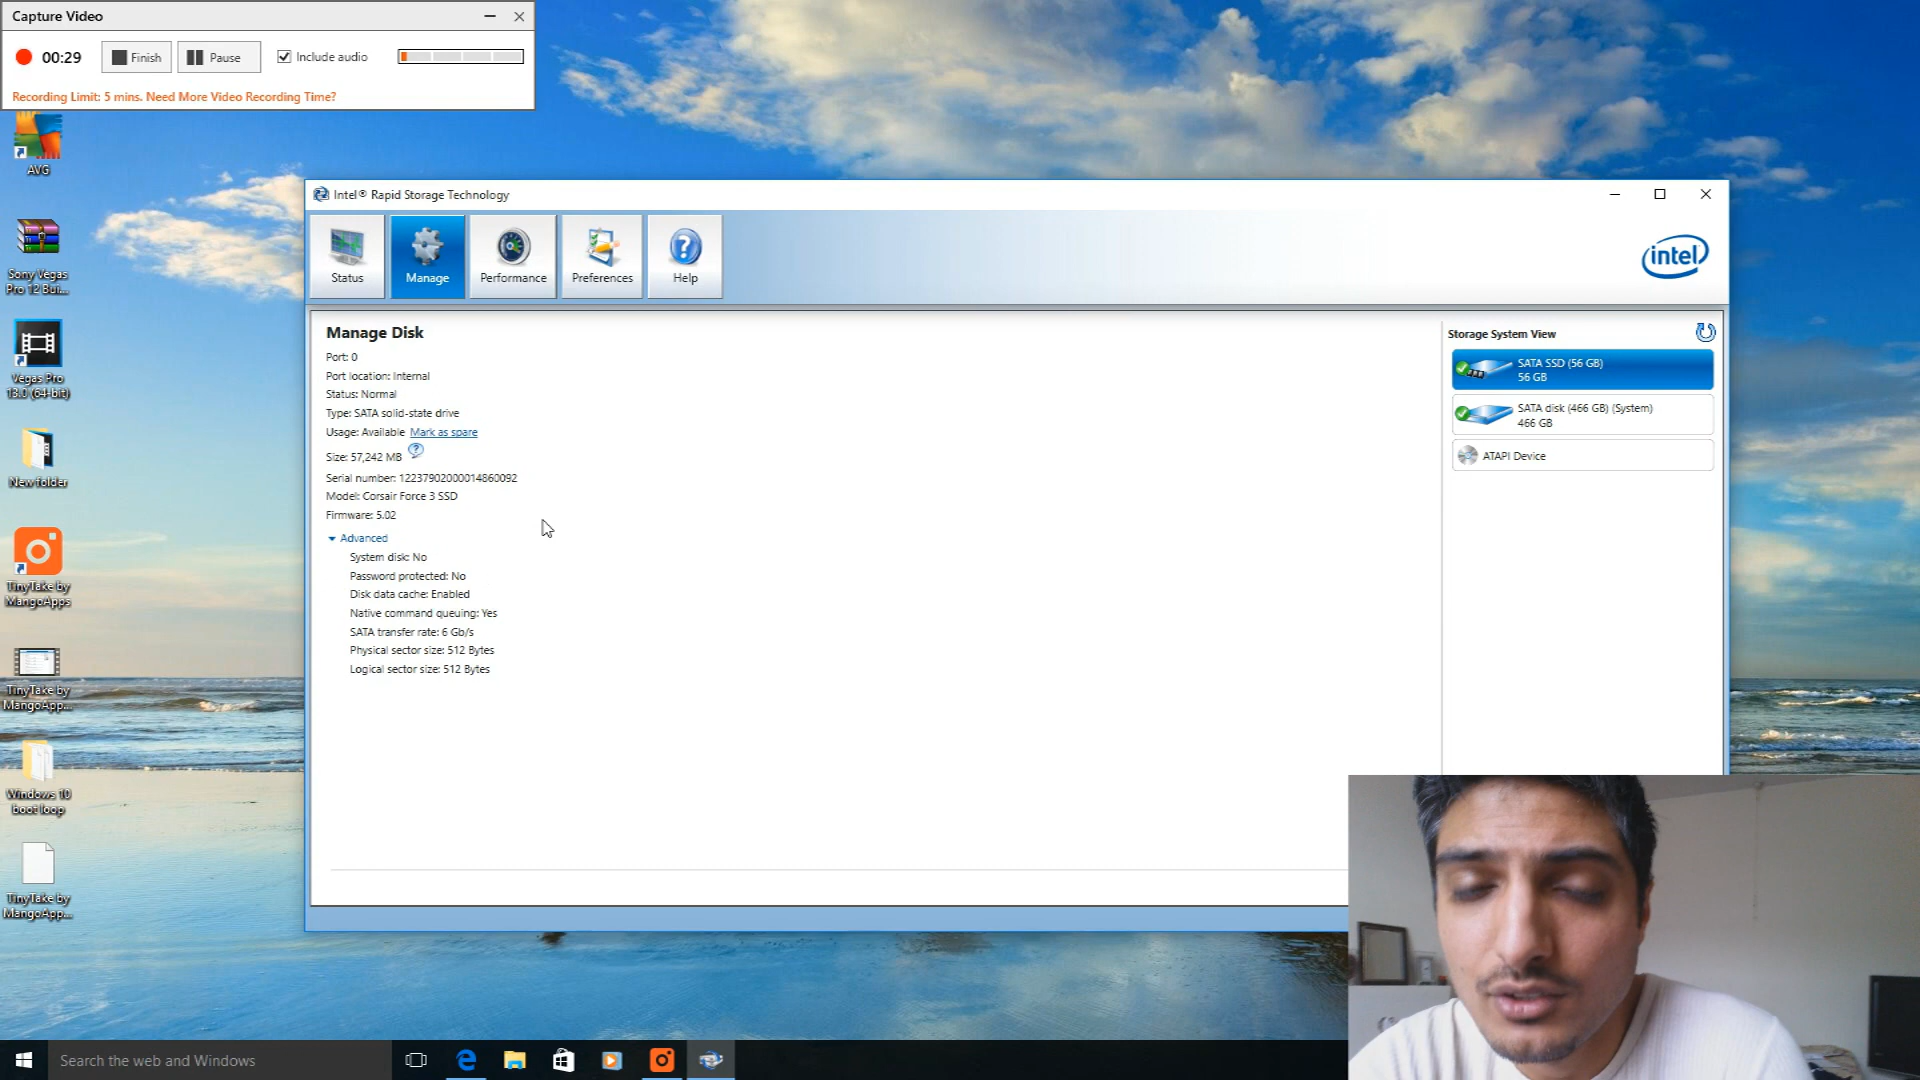 Capture Video
00:29
Finish
Pause
Include audio
Recording Limit: 5 mins. Need More Video Recording Time?
AVG
Sony Vegas
Pro 12 Bui...
Vegas Pro
13.0 (64-bit)
New folder
TinyTake by
MangoApps
TinyTake by
MangoApp...
Windows 10
boot loop
TinyTake by
MangoApp...
Intel® Rapid Storage Technology
Status
Manage
Performance
Preferences
Help
intel
Manage Disk
Port: 0
Port location: Internal
Status: Normal
Type: SATA solid-state drive
Usage: Available Mark as spare
Size: 57,242 MB
Serial number: 12237902000014860092
Model: Corsair Force 3 SSD
Firmware: 5.02
Advanced
System disk: No
Password protected: No
Disk data cache: Enabled
Native command queuing: Yes
SATA transfer rate: 6 Gb/s
Physical sector size: 512 Bytes
Logical sector size: 512 Bytes
Storage System View
SATA SSD (56 GB)
56 GB
SATA disk (466 GB) (System)
466 GB
ATAPI Device
Search the web and Windows